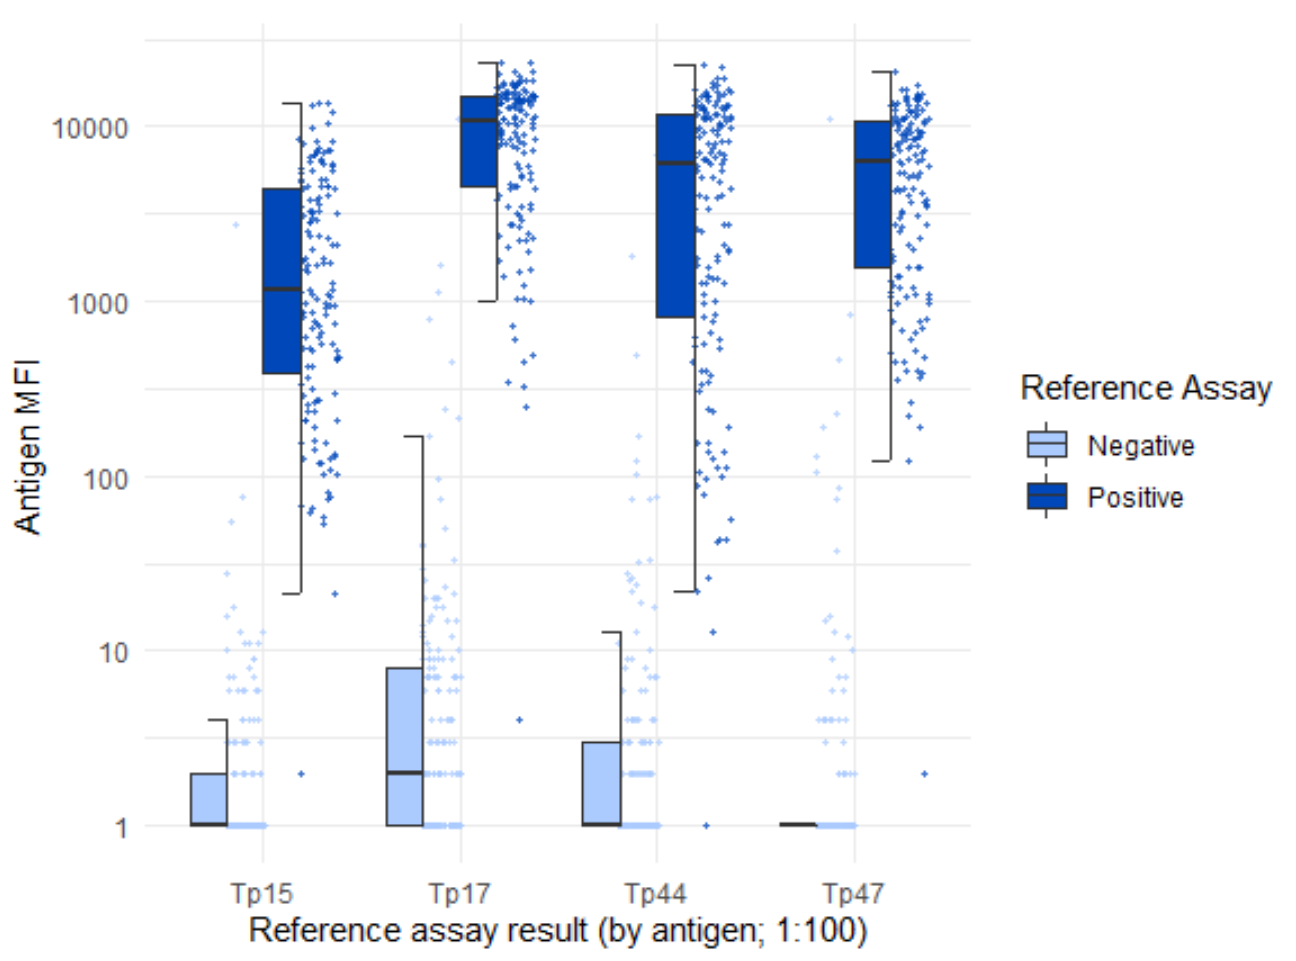 Antigen MFI
10000
1000
100
10
1
Tp15 Tp17 Tp44 Tp47
Reference assay result (by antigen; 1:100)
Reference Assay
Negative
Positive